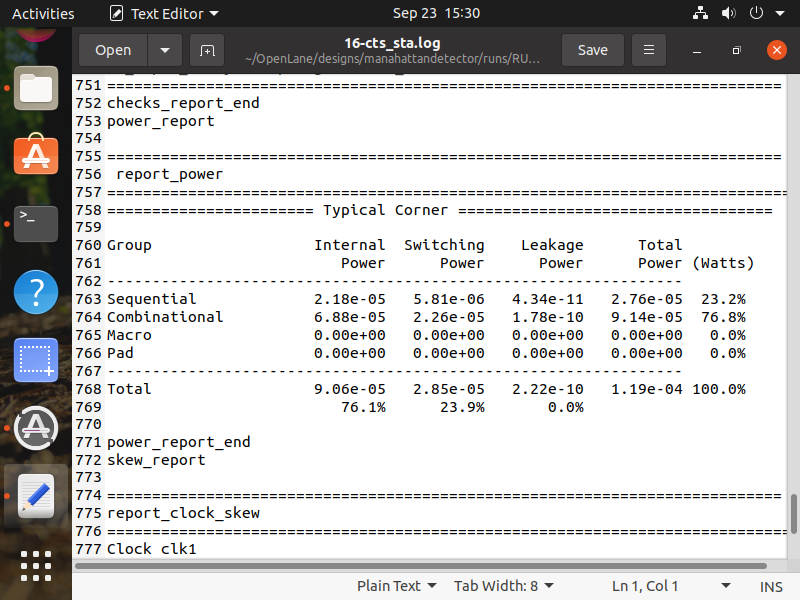 Activities Text Editor Sep 23 15:30
Open 16-cts_sta.log Save
~/OpenLane/designs/manahattandetector/runs/RU...
751 ===========================================================================
752 checks_report_end
753 power_report
754
755 ===========================================================================
756  report_power
757 ============================================================================
758 ======================= Typical Corner ===================================
759
760 Group                  Internal  Switching    Leakage      Total
761                           Power      Power      Power      Power (Watts)
762 ----------------------------------------------------------------
763 Sequential             2.18e-05   5.81e-06   4.34e-11   2.76e-05  23.2%
764 Combinational          6.88e-05   2.26e-05   1.78e-10   9.14e-05  76.8%
765 Macro                  0.00e+00   0.00e+00   0.00e+00   0.00e+00   0.0%
766 Pad                    0.00e+00   0.00e+00   0.00e+00   0.00e+00   0.0%
767 ----------------------------------------------------------------
768 Total                  9.06e-05   2.85e-05   2.22e-10   1.19e-04 100.0%
769                           76.1%      23.9%       0.0%
770
771 power_report_end
772 skew_report
773
774 ===========================================================================
775 report_clock_skew
776 ============================================================================
777 Clock clk1
Plain Text Tab Width: 8 Ln 1, Col 1 INS